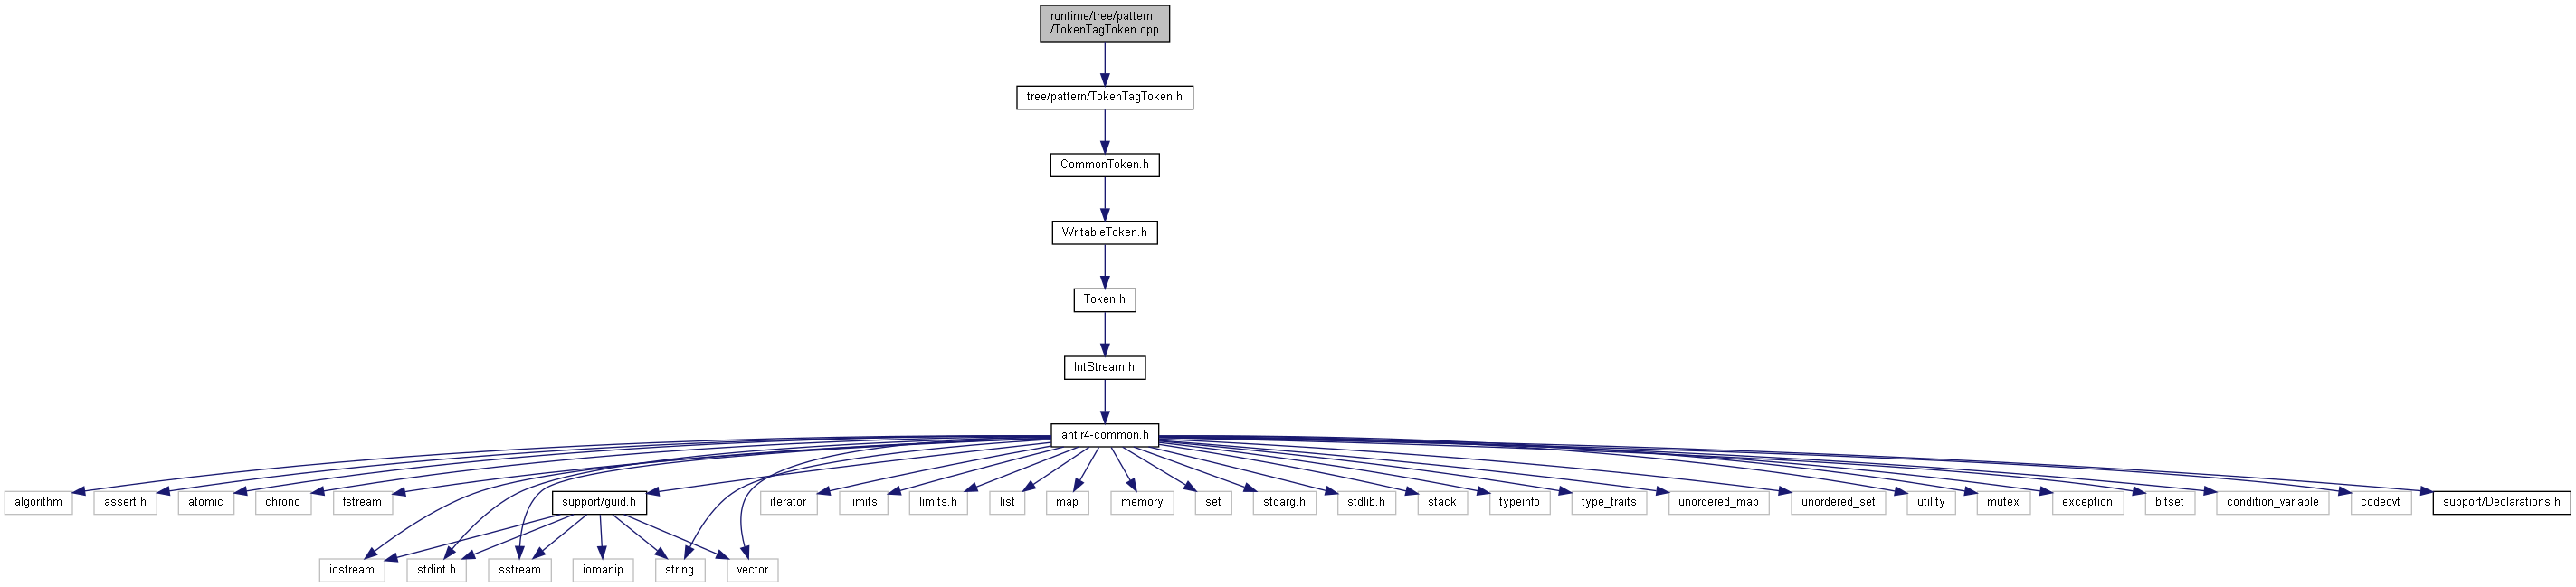 runtime/tree/pattern
/TokenTagToken.cpp
tree/pattern/TokenTagToken.h
CommonToken.h
WritableToken.h
Token.h
IntStream.h
antlr4-common.h
algorithm
assert.h
atomic
chrono
fstream
support/guid.h
iterator
limits
limits.h
list
map
memory
set
stdarg.h
stdlib.h
stack
typeinfo
type_traits
unordered_map
unordered_set
utility
mutex
exception
bitset
condition_variable
codecvt
support/Declarations.h
iostream
stdint.h
sstream
iomanip
string
vector